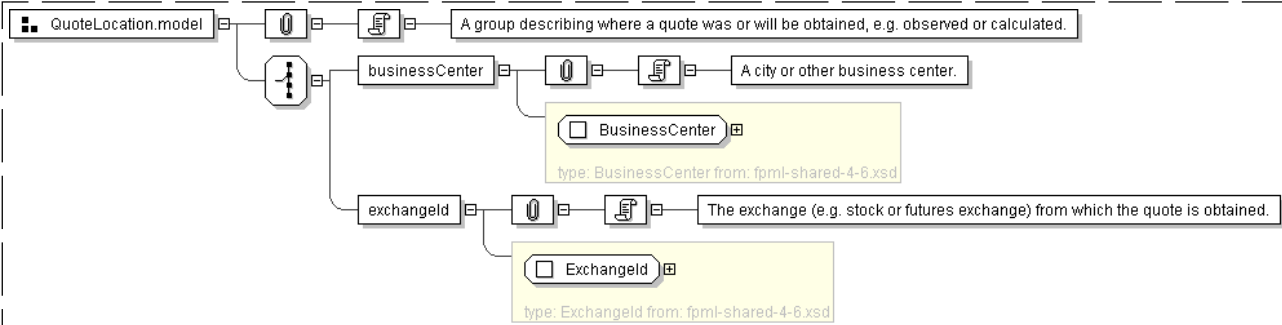 QuoteLocation.model
A group describing where a quote was or will be obtained, e.g. observed or calculated.
businessCenter
A city or other business center.
BusinessCenter
type: BusinessCenter from: fpml-shared-4-6.xsd
exchangeId
The exchange (e.g. stock or futures exchange) from which the quote is obtained.
ExchangeId
type: ExchangeId from: fpml-shared-4-6.xsd